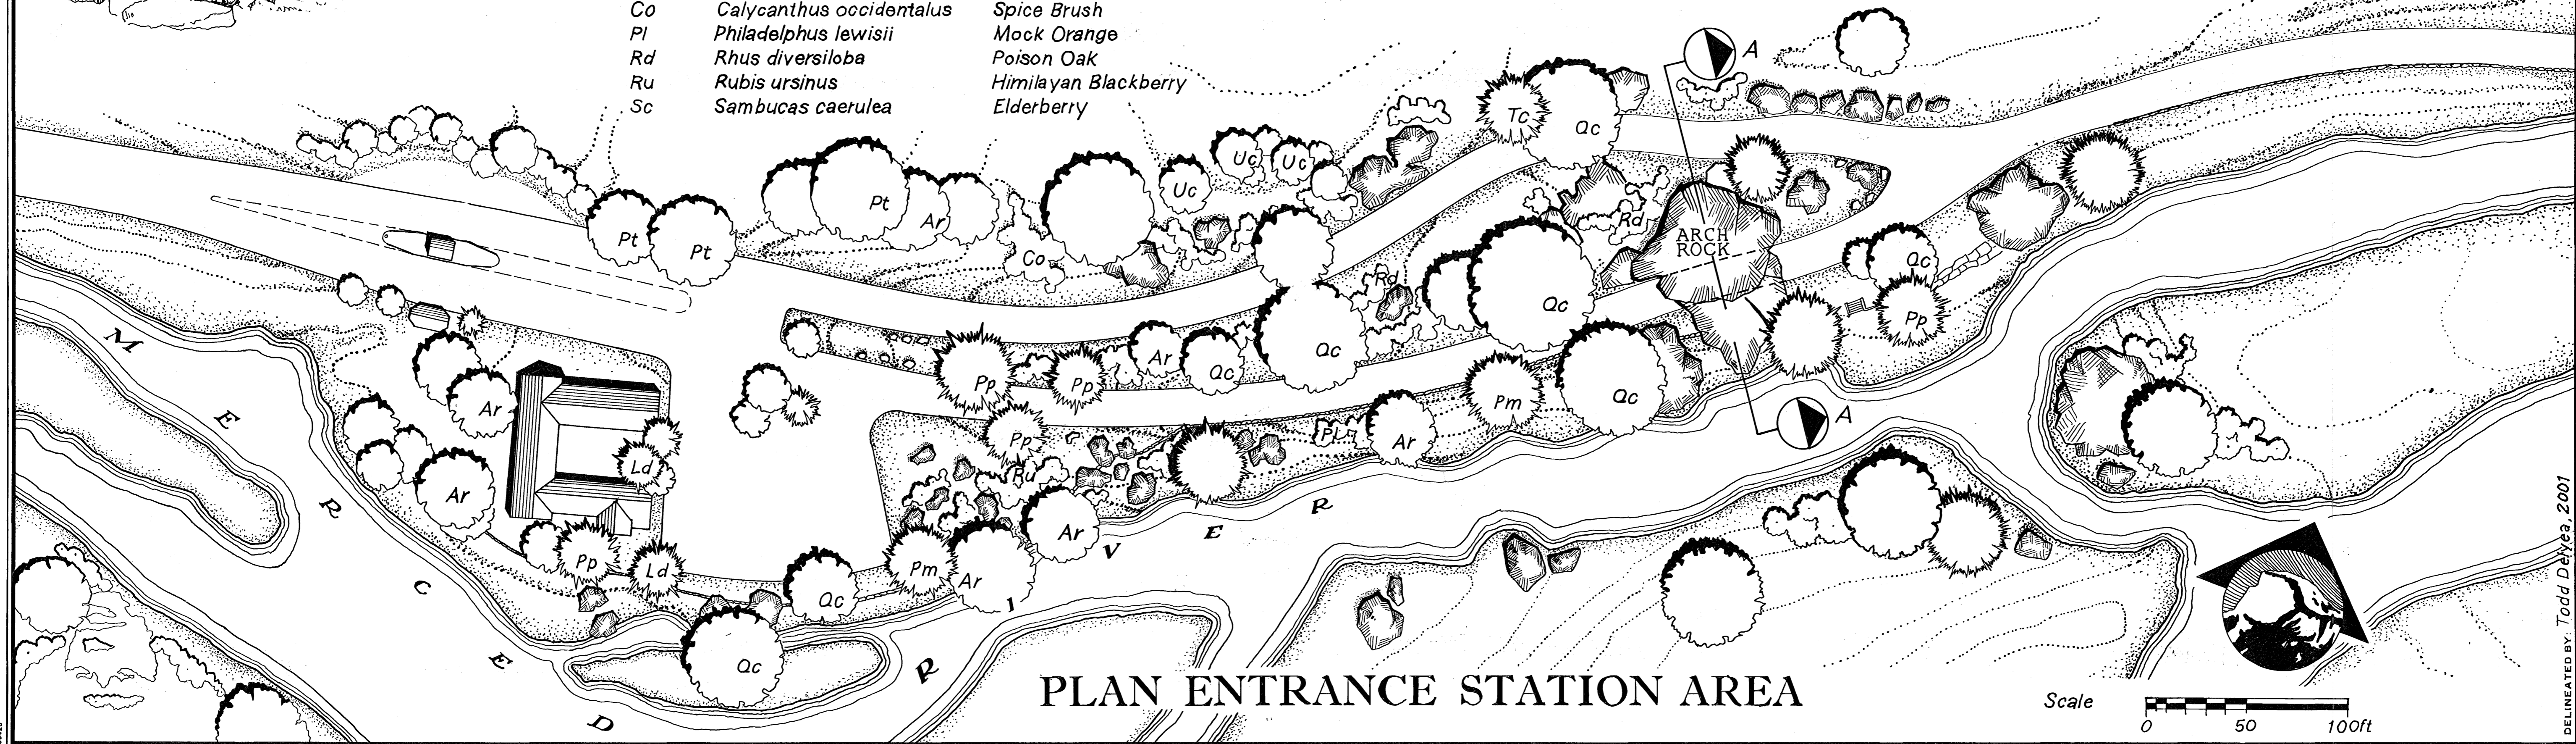 Co Calycanthus occidentalus Spice Brush
Pl Philadelphus lewisii Mock Orange
Rd Rhus diversiloba Poison Oak
Ru Rubis ursinus Himilayan Blackberry
Sc Sambucas caerulea Elderberry
A
Tc
Qc
Uc
Uc
Uc
Pt
Pt
Pt
Ar
Co
Rd
Rd
ARCH
ROCK
Qc
Qc
Pp
Pp
Pp
Ar
Qc
Qc
Pm
Qc
Ar
Pl
Pp
Ru
Ar
Ar
Ar
Ld
Pp
Ld
Qc
Pm
Ar
Qc
A
MERCED RIVER
PLAN ENTRANCE STATION AREA
Scale
0 50 100ft
DELINEATED BY: Todd Delyea, 2001